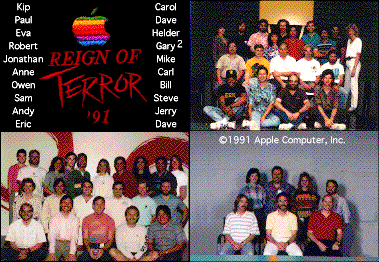 Kip
Paul
Eva
Robert
Jonathan
Anne
Owen
Sam
Andy
Eric
REIGN OF
TERROR
'91
Carol
Dave
Helder
Gary 2
Mike
Carl
Bill
Steve
Jerry
Dave
©1991 Apple Computer, Inc.